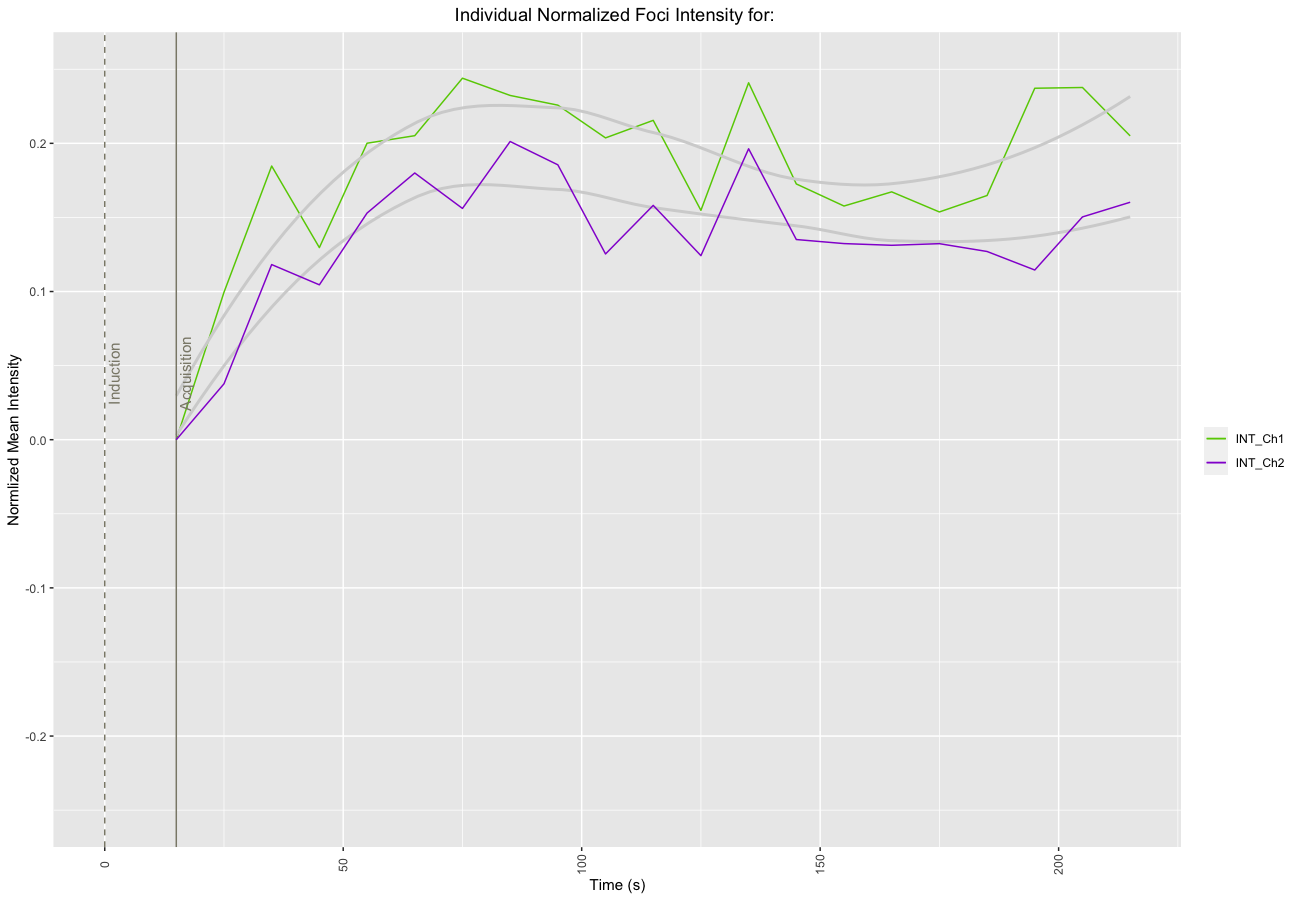 Individual Normalized Foci Intensity for:
Normlized Mean Intensity
0.2
0.1
0.0
-0.1
-0.2
Induction
Acquisition
INT_Ch1
INT_Ch2
0
50
100
150
200
Time (s)